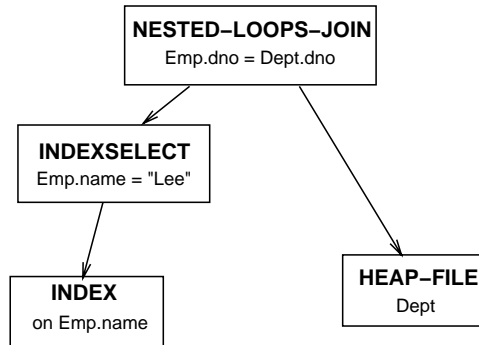 NESTED–LOOPS–JOIN
Emp.dno = Dept.dno
INDEXSELECT
Emp.name = "Lee"
INDEX
on Emp.name
HEAP–FILE
Dept